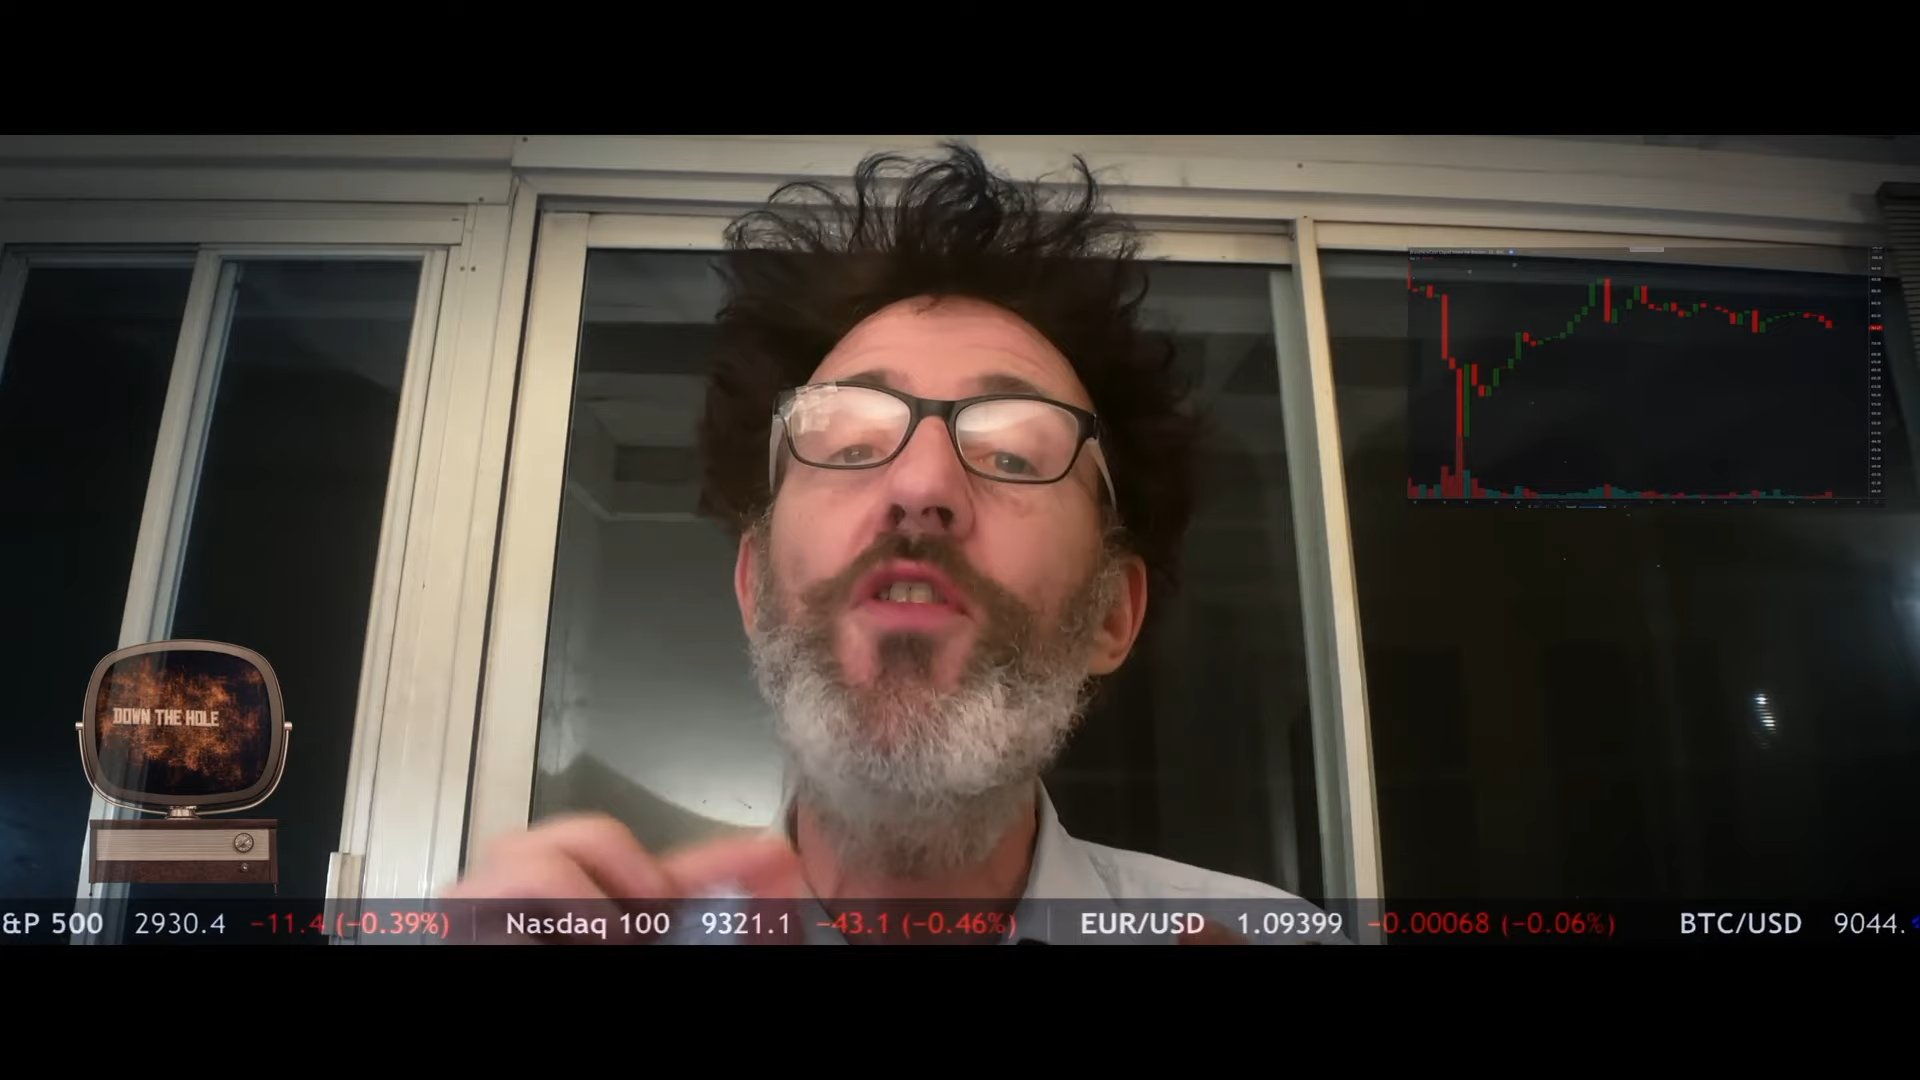 DOWN THE HOLE
&P 500 2930.4 −11.4 (−0.39%) Nasdaq 100 9321.1 −43.1 (−0.46%) EUR/USD 1.09399 −0.00068 (−0.06%) BTC/USD 9044.